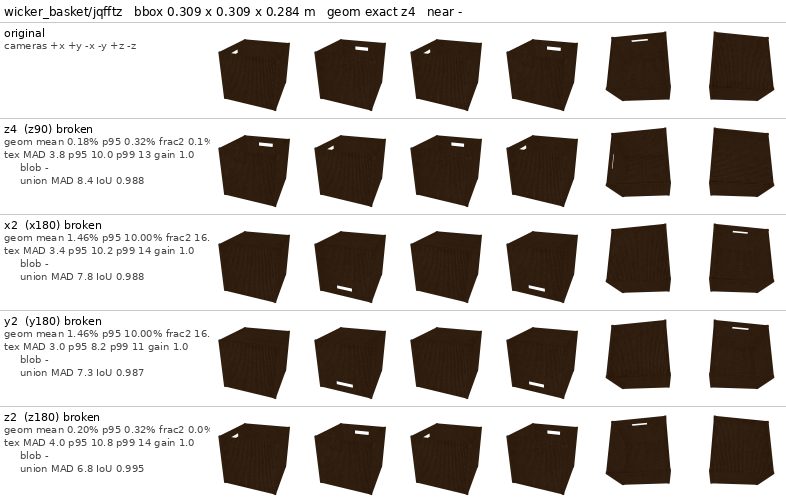 wicker_basket/jqfftz   bbox 0.309 x 0.309 x 0.284 m   geom exact z4   near -
original
cameras +x +y -x -y +z -z
z4  (z90) broken
geom mean 0.18% p95 0.32% frac2 0.1%
tex MAD 3.8 p95 10.0 p99 13 gain 1.0
blob -
union MAD 8.4 IoU 0.988
x2  (x180) broken
geom mean 1.46% p95 10.00% frac2 16.
tex MAD 3.4 p95 10.2 p99 14 gain 1.0
blob -
union MAD 7.8 IoU 0.988
y2  (y180) broken
geom mean 1.46% p95 10.00% frac2 16.
tex MAD 3.0 p95 8.2 p99 11 gain 1.0
blob -
union MAD 7.3 IoU 0.987
z2  (z180) broken
geom mean 0.20% p95 0.32% frac2 0.0%
tex MAD 4.0 p95 10.8 p99 14 gain 1.0
blob -
union MAD 6.8 IoU 0.995